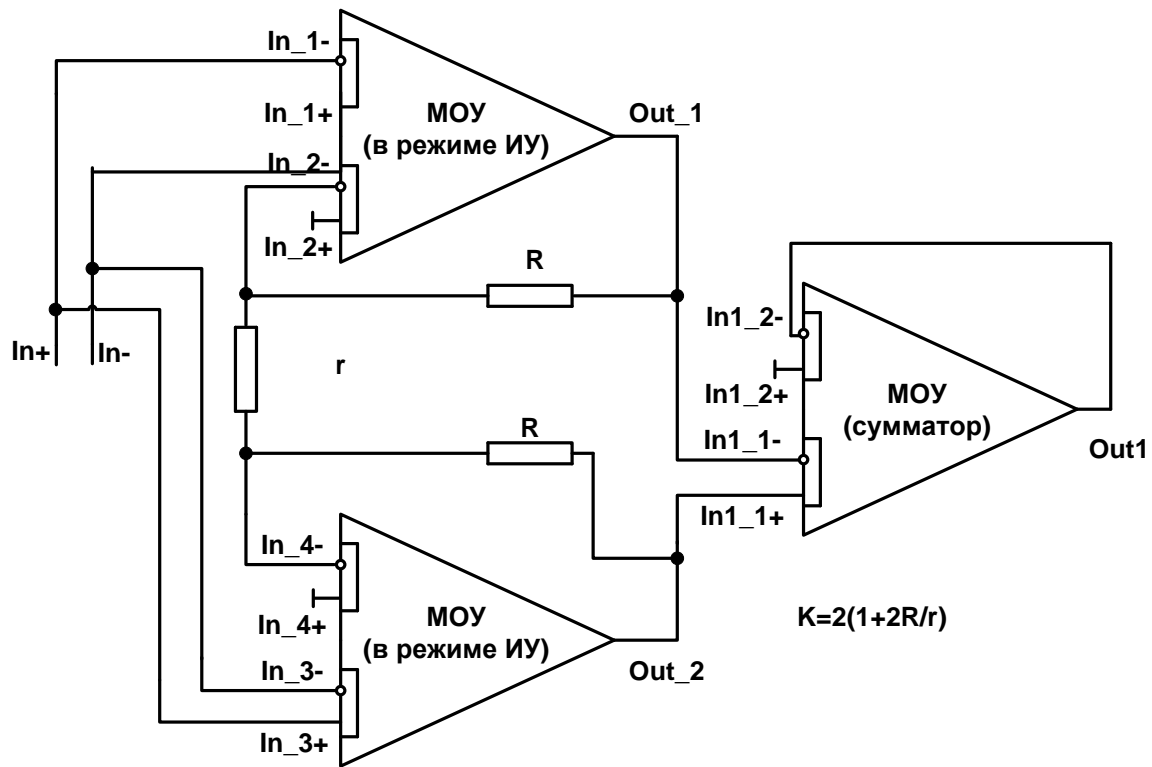 In_1-
In_1+
МОУ
(в режиме ИУ)
Out_1
In_2-
In_2+
R
In+
In-
r
R
In1_2-
In1_2+
МОУ
(сумматор)
In1_1-
In1_1+
Out1
In_4-
In_4+
МОУ
(в режиме ИУ)
Out_2
In_3-
In_3+
K=2(1+2R/r)